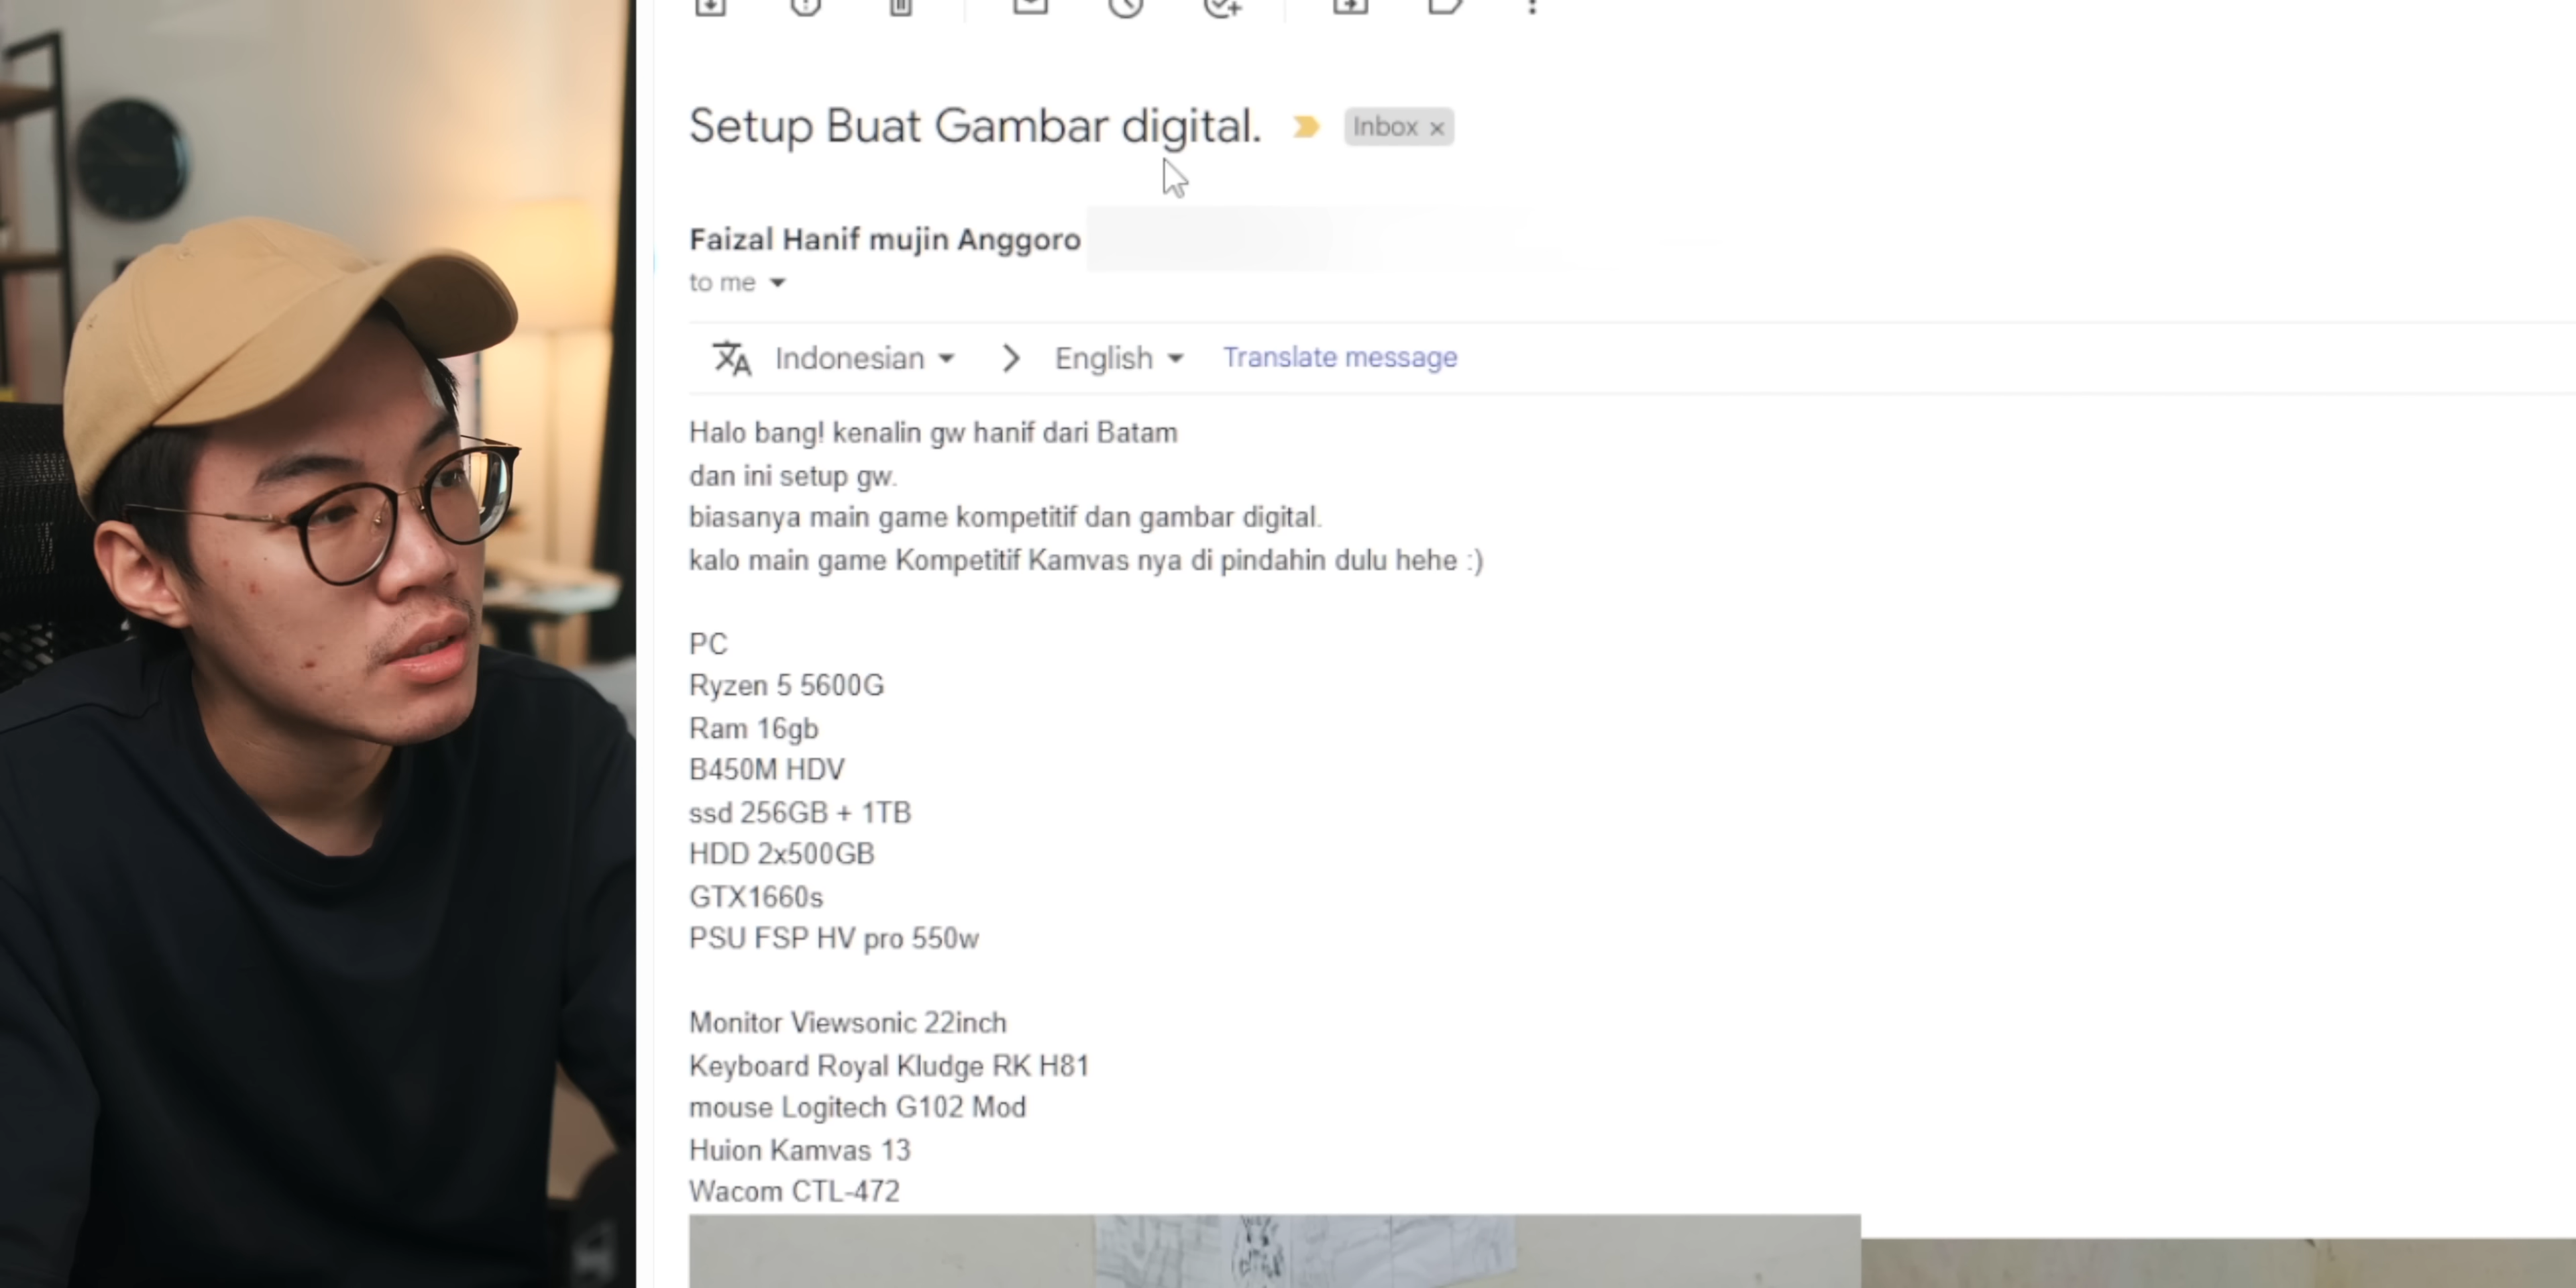 Setup Buat Gambar digital. Inbox ×
Faizal Hanif mujin Anggoro
to me
Indonesian > English Translate message
Halo bang! kenalin gw hanif dari Batam
dan ini setup gw.
biasanya main game kompetitif dan gambar digital.
kalo main game Kompetitif Kamvas nya di pindahin dulu hehe :)
PC
Ryzen 5 5600G
Ram 16gb
B450M HDV
ssd 256GB + 1TB
HDD 2x500GB
GTX1660s
PSU FSP HV pro 550w
Monitor Viewsonic 22inch
Keyboard Royal Kludge RK H81
mouse Logitech G102 Mod
Huion Kamvas 13
Wacom CTL-472